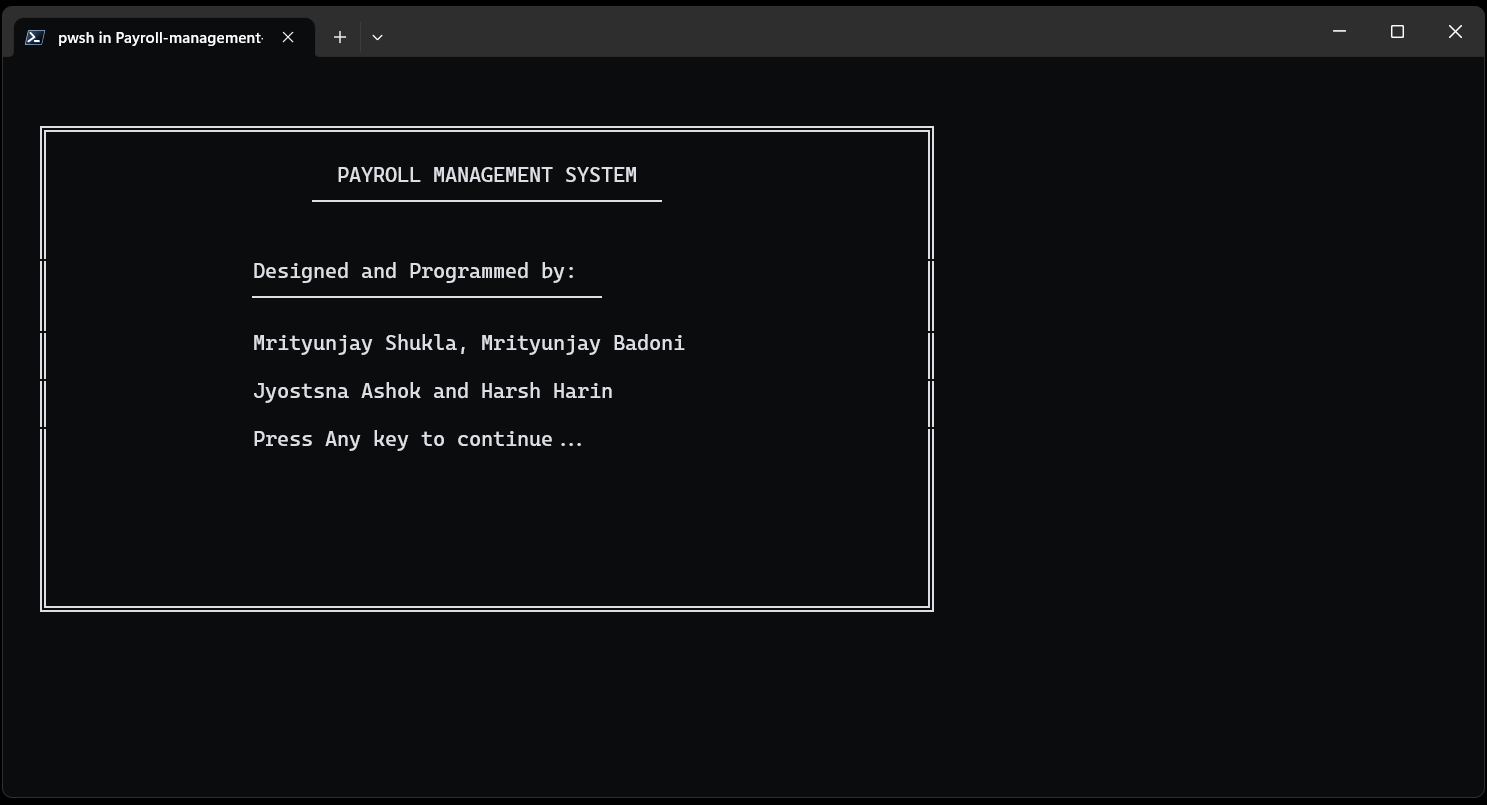 pwsh in Payroll-management
PAYROLL MANAGEMENT SYSTEM
Designed and Programmed by:
Mrityunjay Shukla, Mrityunjay Badoni
Jyostsna Ashok and Harsh Harin
Press Any key to continue...